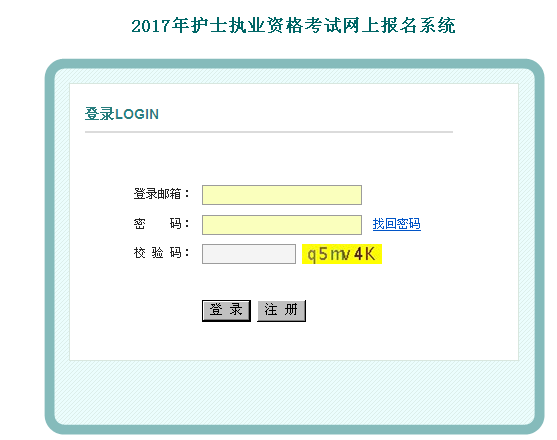 2017年护士执业资格考试网上报名系统
登录LOGIN
登录邮箱：
密　　码： 找回密码
校 验 码： q5mv4K
登 录 注 册